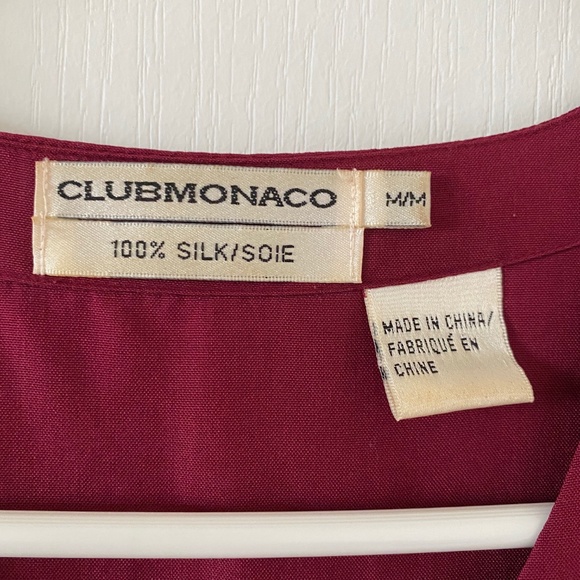 CLUBMONACO
M/M
100% SILK/SOIE
MADE IN CHINA/
FABRIQUÉ EN
CHINE